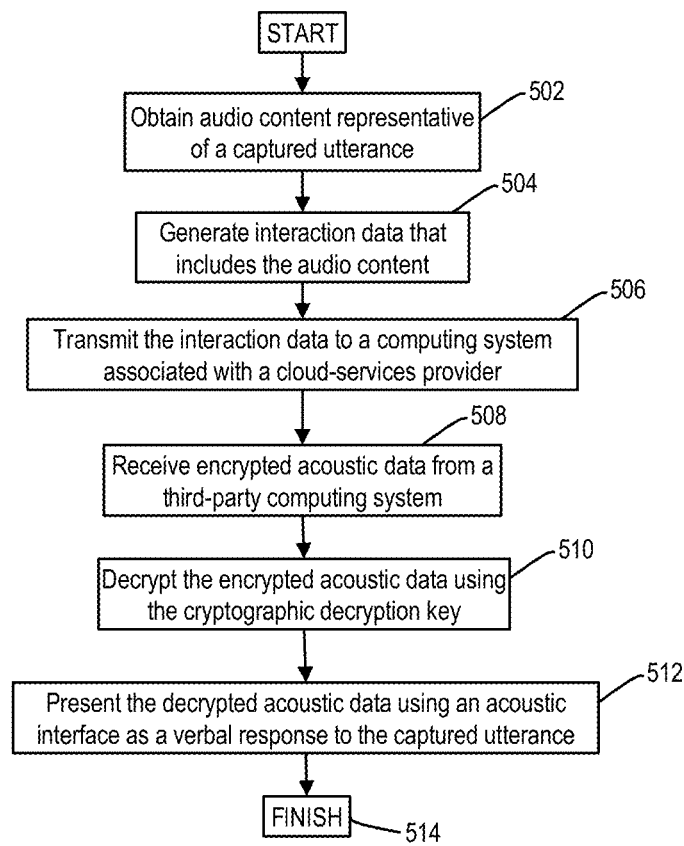 START
502
Obtain audio content representative
of a captured utterance
504
Generate interaction data that
includes the audio content
506
Transmit the interaction data to a computing system
associated with a cloud-services provider
508
Receive encrypted acoustic data from a
third-party computing system
510
Decrypt the encrypted acoustic data using
the cryptographic decryption key
512
Present the decrypted acoustic data using an acoustic
interface as a verbal response to the captured utterance
FINISH
514